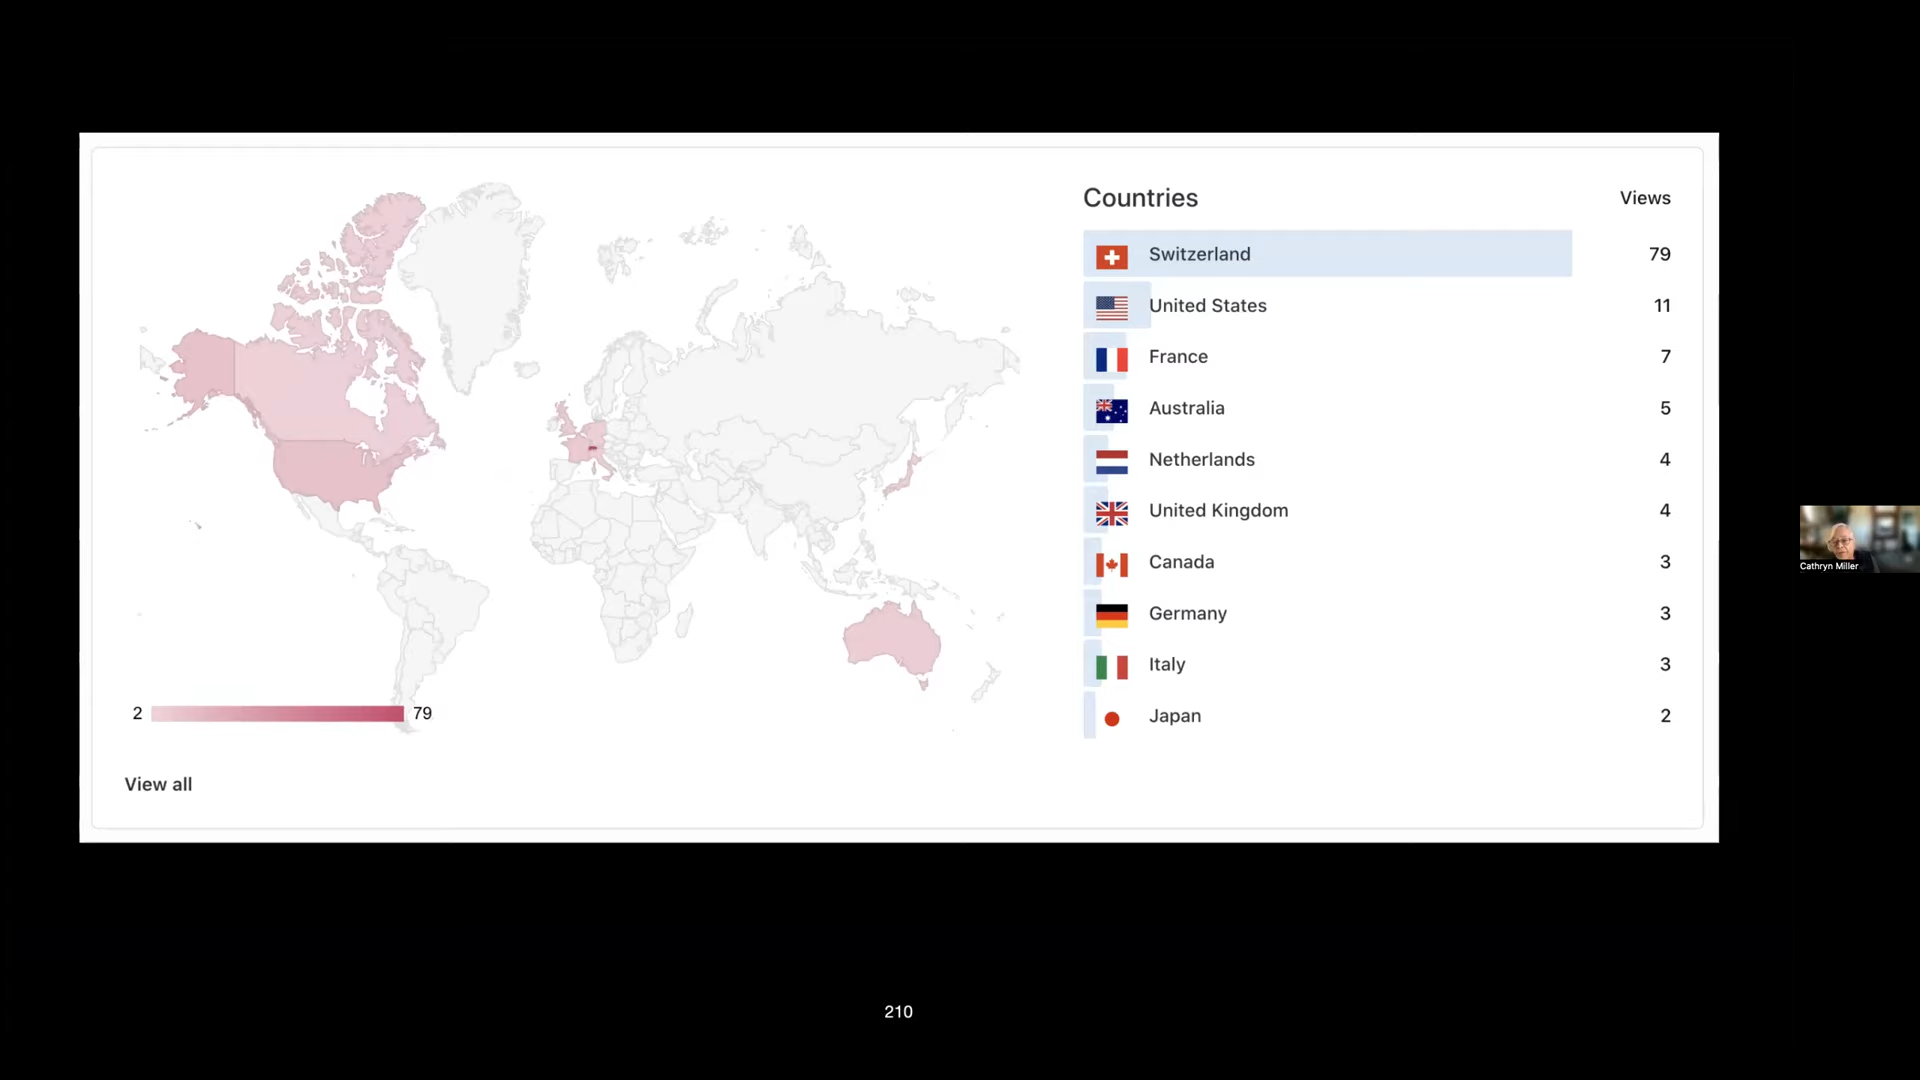 Countries Views
Switzerland 79
United States 11
France 7
Australia 5
Netherlands 4
United Kingdom 4
Canada 3
Germany 3
Italy 3
Japan 2
2 79
View all
Cathryn Miller
210